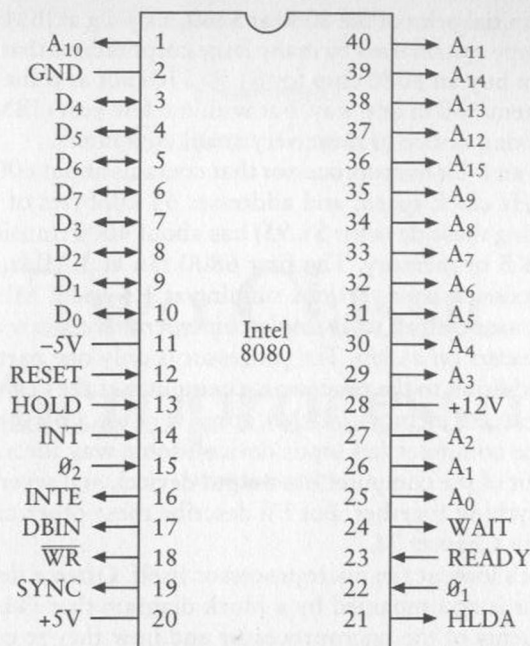 A10 1 40 A11
GND 2 39 A14
D4 3 38 A13
D5 4 37 A12
D6 5 36 A15
D7 6 35 A9
D3 7 34 A8
D2 8 33 A7
D1 9 32 A6
D0 10 31 A5
–5V 11 Intel 30 A4
RESET 12 8080 29 A3
HOLD 13 28 +12V
INT 14 27 A2
Ø2 15 26 A1
INTE 16 25 A0
DBIN 17 24 WAIT
WR 18 23 READY
SYNC 19 22 Ø1
+5V 20 21 HLDA